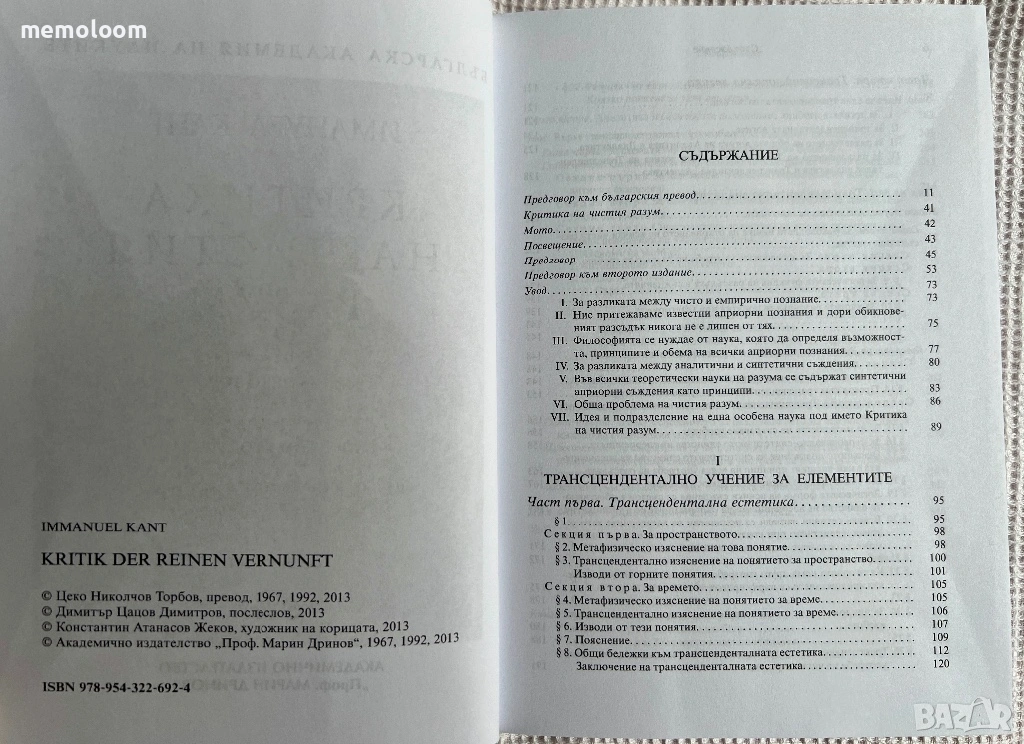 memoloom
IMMANUEL KANT
KRITIK DER REINEN VERNUNFT
© Цеко Николчов Торбов, превод, 1967, 1992, 2013
© Димитър Цацов Димитров, послеслов, 2013
© Константин Атанасов Жеков, художник на корицата, 2013
© Академично издателство „Проф. Марин Дринов“, 1967, 1992, 2013
ISBN 978-954-322-692-4
СЪДЪРЖАНИЕ
Предговор към българския превод. 11
Критика на чистия разум. 41
Мото. 42
Посвещение. 43
Предговор 45
Предговор към второто издание. 53
Увод. 73
I. За разликата между чисто и емпирично познание. 73
II. Ние притежаваме известни априорни познания и дори обикнове-
ният разсъдък никога не е лишен от тях. 75
III. Философията се нуждае от наука, която да определя възможност-
та, принципите и обема на всички априорни познания. 77
IV. За разликата между аналитични и синтетични съждения. 80
V. Във всички теоретически науки на разума се съдържат синтетични
априорни съждения като принципи. 83
VI. Обща проблема на чистия разум. 86
VII. Идея и подразделение на една особена наука под името Критика
на чистия разум. 89
I
ТРАНСЦЕНДЕНТАЛНО УЧЕНИЕ ЗА ЕЛЕМЕНТИТЕ
Част първа. Трансцендентална естетика. 95
§ 1. 95
Секция първа. За пространството. 98
§ 2. Метафизическо изяснение на това понятие. 98
§ 3. Трансцендентално изяснение на понятието за пространство. 100
Изводи от горните понятия. 101
Секция втора. За времето. 105
§ 4. Метафизическо изяснение на понятието за време. 105
§ 5. Трансцендентално изяснение на понятието за време. 106
§ 6. Изводи от тези понятия. 107
§ 7. Пояснение. 109
§ 8. Общи бележки към трансценденталната естетика. 112
Заключение на трансценденталната естетика. 120
BAZAR